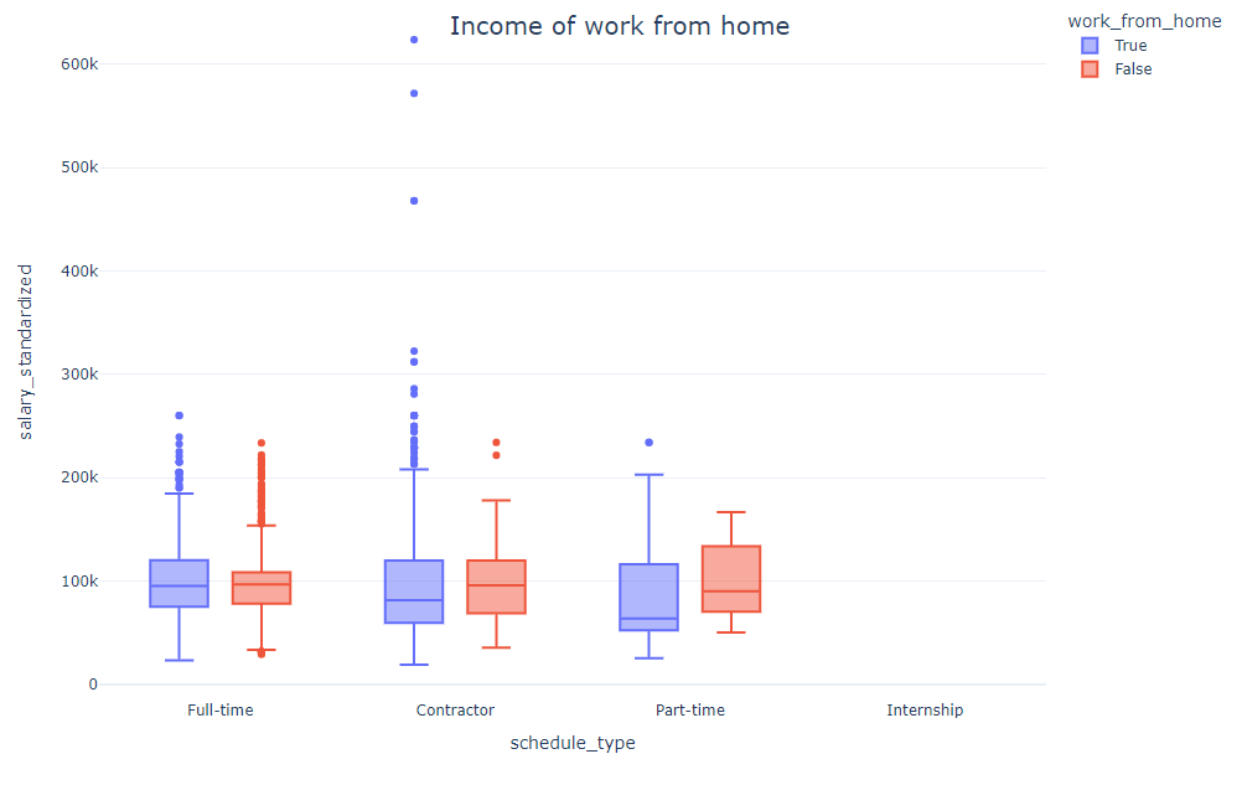 Income of work from home
work_from_home
True
False
600k
500k
400k
300k
200k
100k
0
salary_standardized
Full-time
Contractor
Part-time
Internship
schedule_type